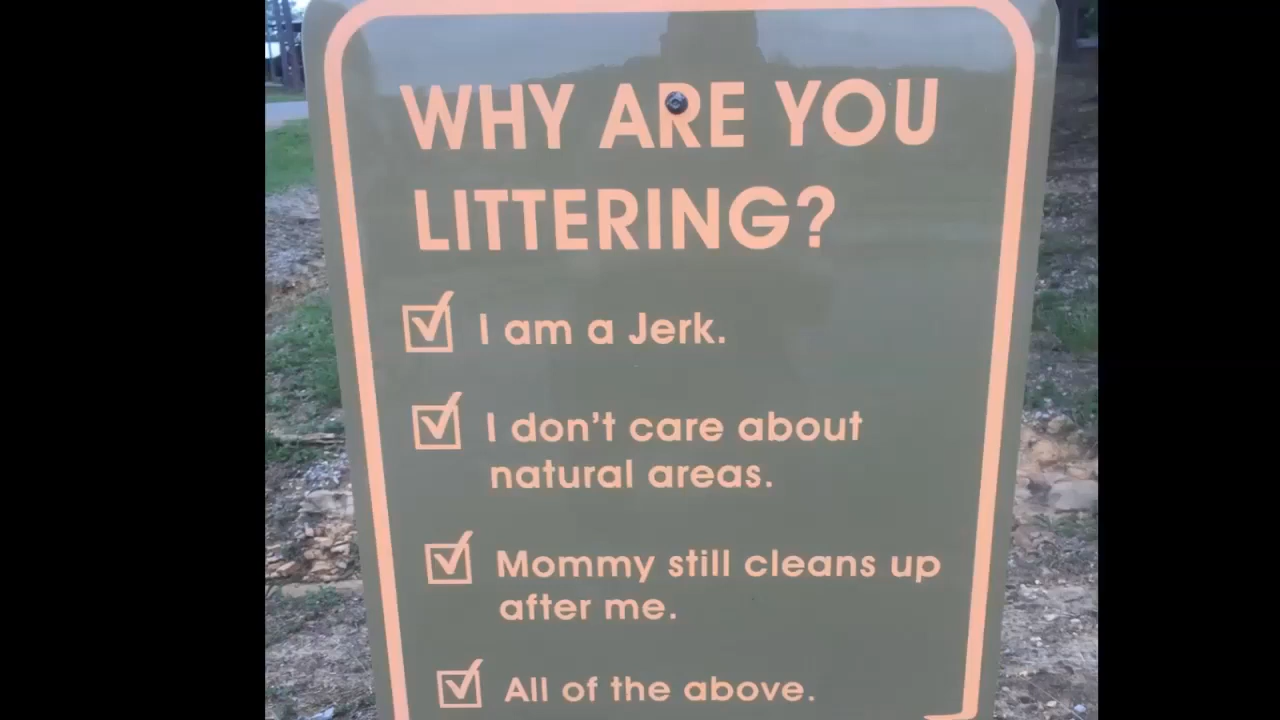 WHY ARE YOU
LITTERING?
I am a Jerk.
I don't care about
natural areas.
Mommy still cleans up
after me.
All of the above.